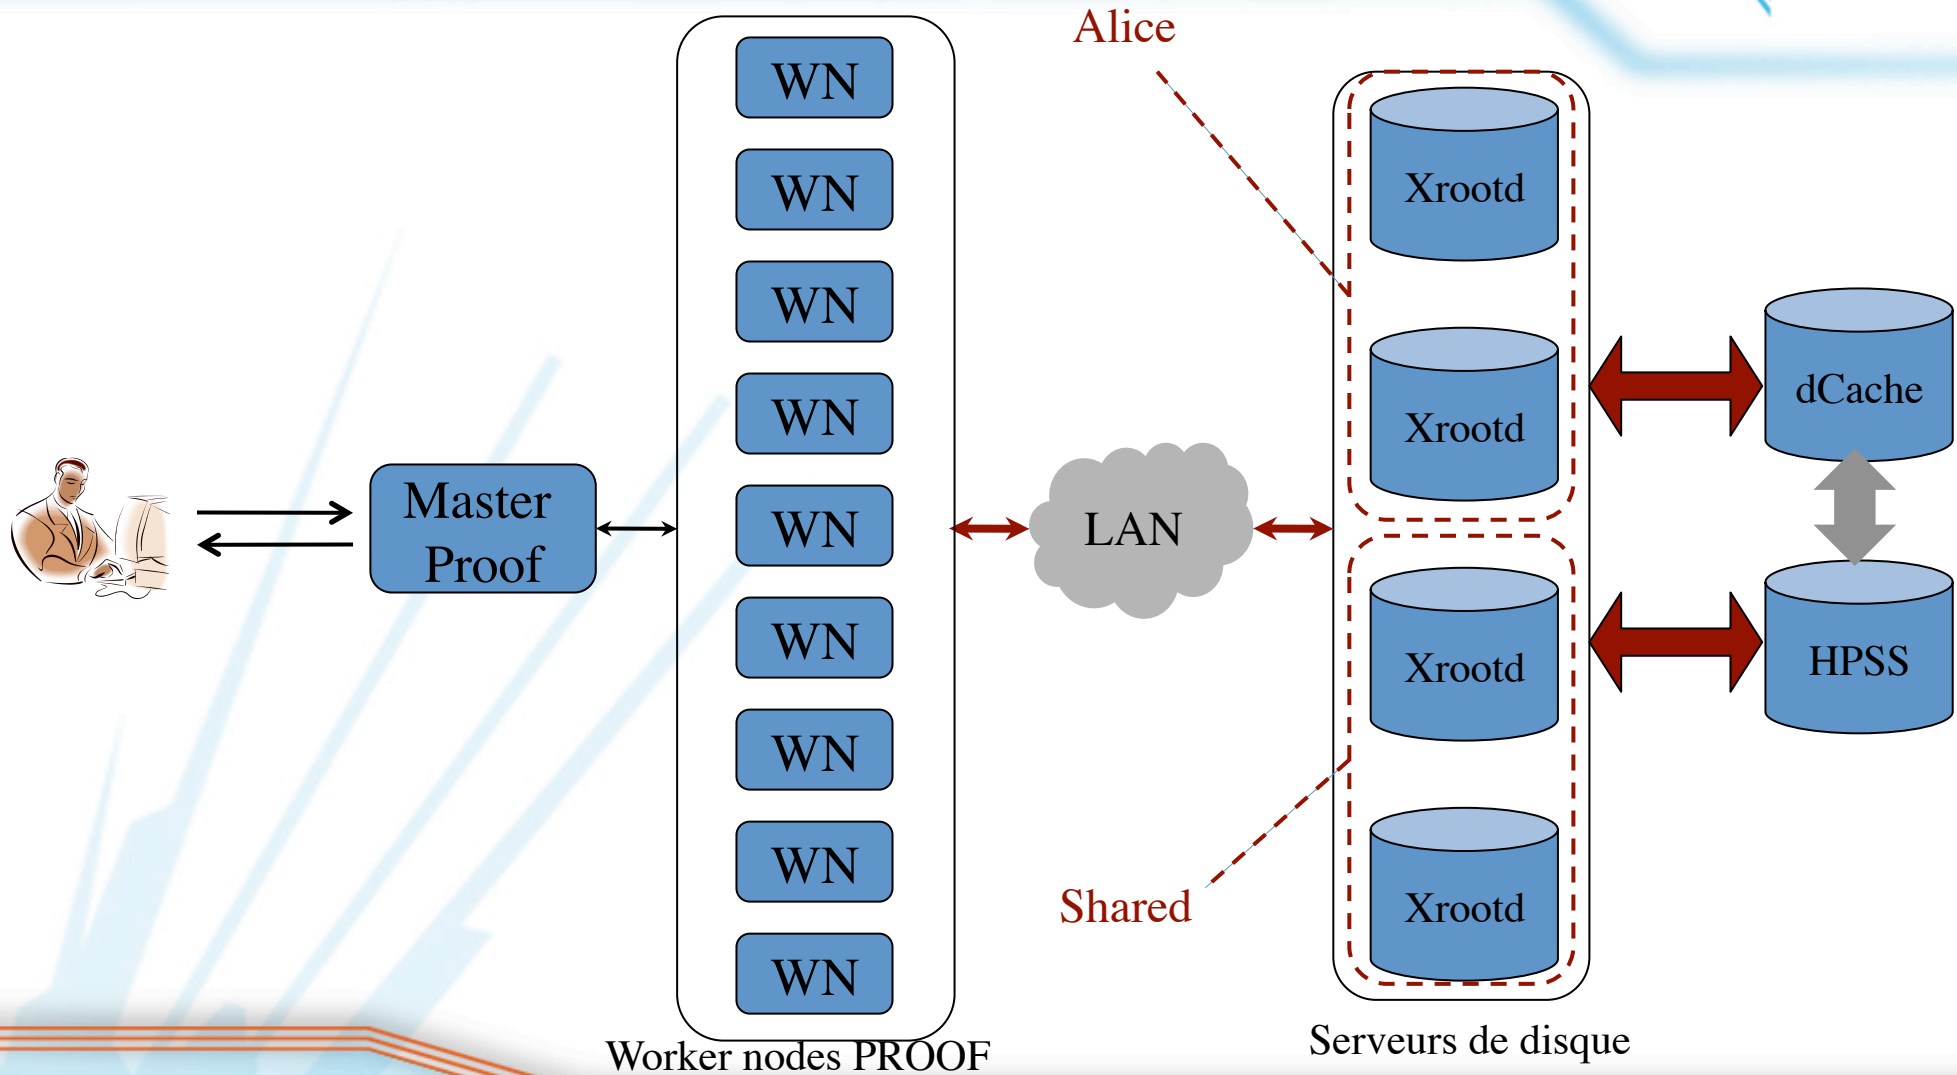 Alice
WN
WN
WN
WN
WN
WN
WN
WN
WN
Master
Proof
LAN
Xrootd
Xrootd
Xrootd
Xrootd
dCache
HPSS
Shared
Worker nodes PROOF
Serveurs de disque